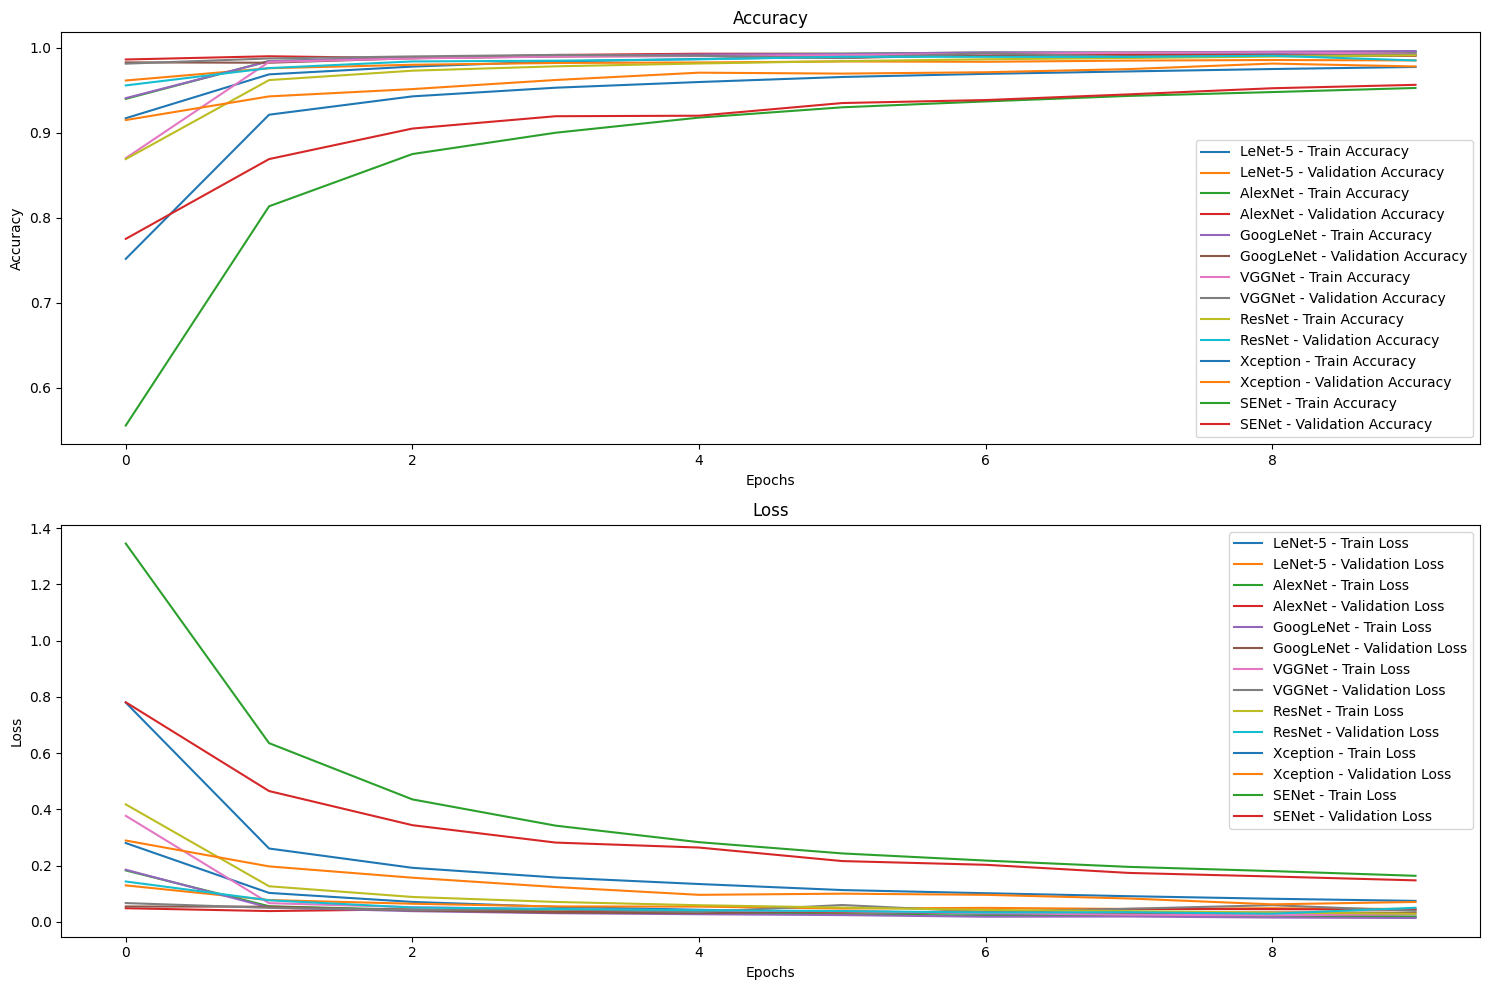 Accuracy
1.0
0.9
0.8
0.7
0.6
Accuracy
LeNet-5 - Train Accuracy
LeNet-5 - Validation Accuracy
AlexNet - Train Accuracy
AlexNet - Validation Accuracy
GoogLeNet - Train Accuracy
GoogLeNet - Validation Accuracy
VGGNet - Train Accuracy
VGGNet - Validation Accuracy
ResNet - Train Accuracy
ResNet - Validation Accuracy
Xception - Train Accuracy
Xception - Validation Accuracy
SENet - Train Accuracy
SENet - Validation Accuracy
0 2 4 6 8
Epochs
Loss
1.4
1.2
1.0
0.8
0.6
0.4
0.2
0.0
Loss
LeNet-5 - Train Loss
LeNet-5 - Validation Loss
AlexNet - Train Loss
AlexNet - Validation Loss
GoogLeNet - Train Loss
GoogLeNet - Validation Loss
VGGNet - Train Loss
VGGNet - Validation Loss
ResNet - Train Loss
ResNet - Validation Loss
Xception - Train Loss
Xception - Validation Loss
SENet - Train Loss
SENet - Validation Loss
0 2 4 6 8
Epochs